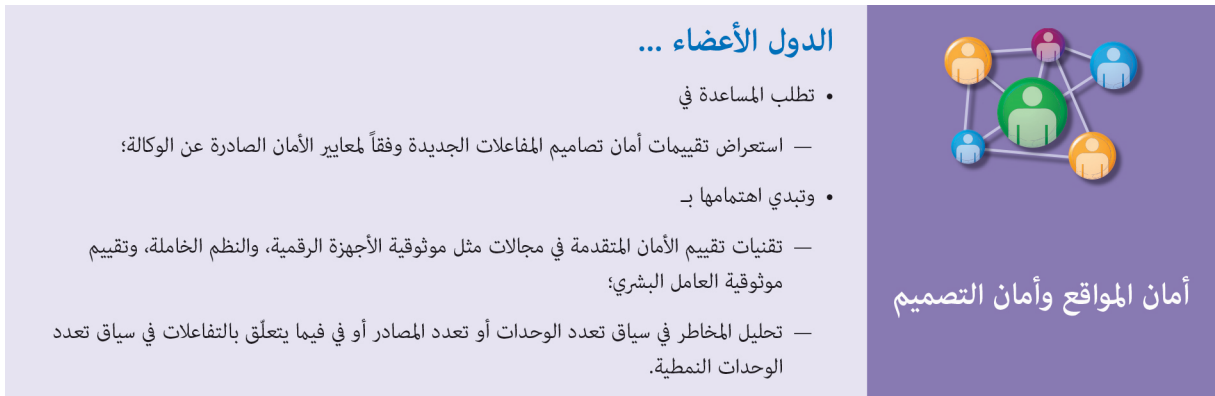 أمان المواقع وأمان التصميم
الدول الأعضاء ...
• تطلب المساعدة في
— استعراض تقييمات أمان تصاميم المفاعلات الجديدة وفقاً لمعايير الأمان الصادرة عن الوكالة؛
• وتبدي اهتمامها بـ
— تقنيات تقييم الأمان المتقدمة في مجالات مثل موثوقية الأجهزة الرقمية، والنظم الخاملة، وتقييم
موثوقية العامل البشري؛
— تحليل المخاطر في سياق تعدد الوحدات أو تعدد المصادر أو في فيما يتعلّق بالتفاعلات في سياق تعدد
الوحدات النمطية.